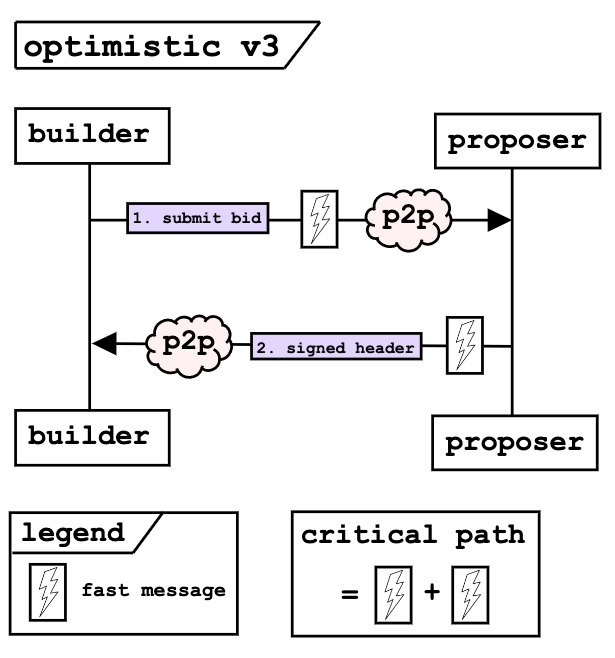 optimistic v3
builder
proposer
1. submit bid
p2p
p2p
2. signed header
builder
proposer
legend
fast message
critical path
= +